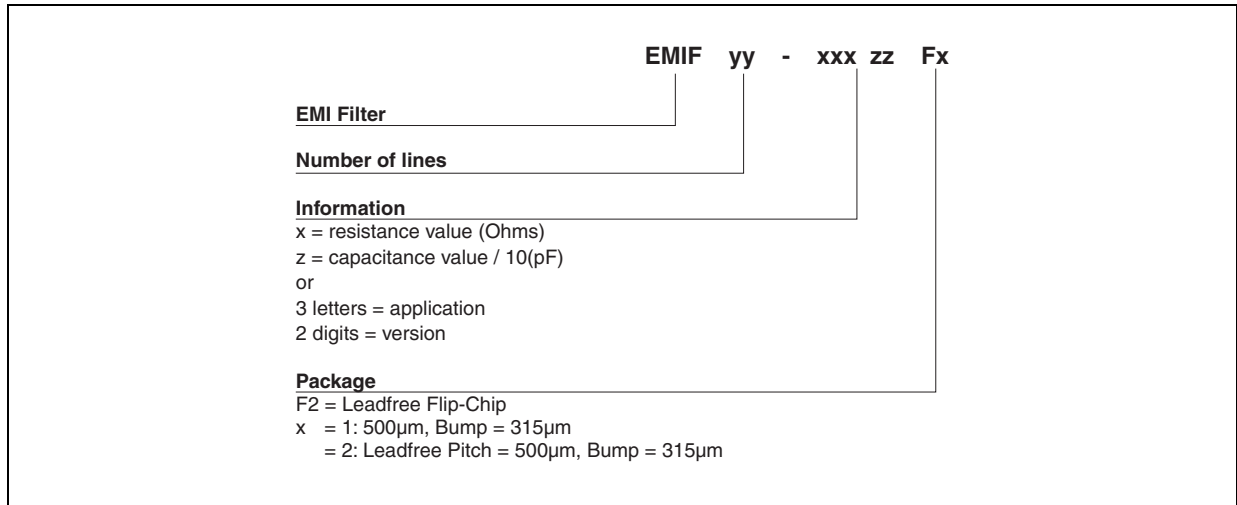 EMIF yy - xxx zz Fx
EMI Filter
Number of lines
Information
x = resistance value (Ohms)
z = capacitance value / 10(pF)
or
3 letters = application
2 digits = version
Package
F2 = Leadfree Flip-Chip
x = 1: 500µm, Bump = 315µm
= 2: Leadfree Pitch = 500µm, Bump = 315µm